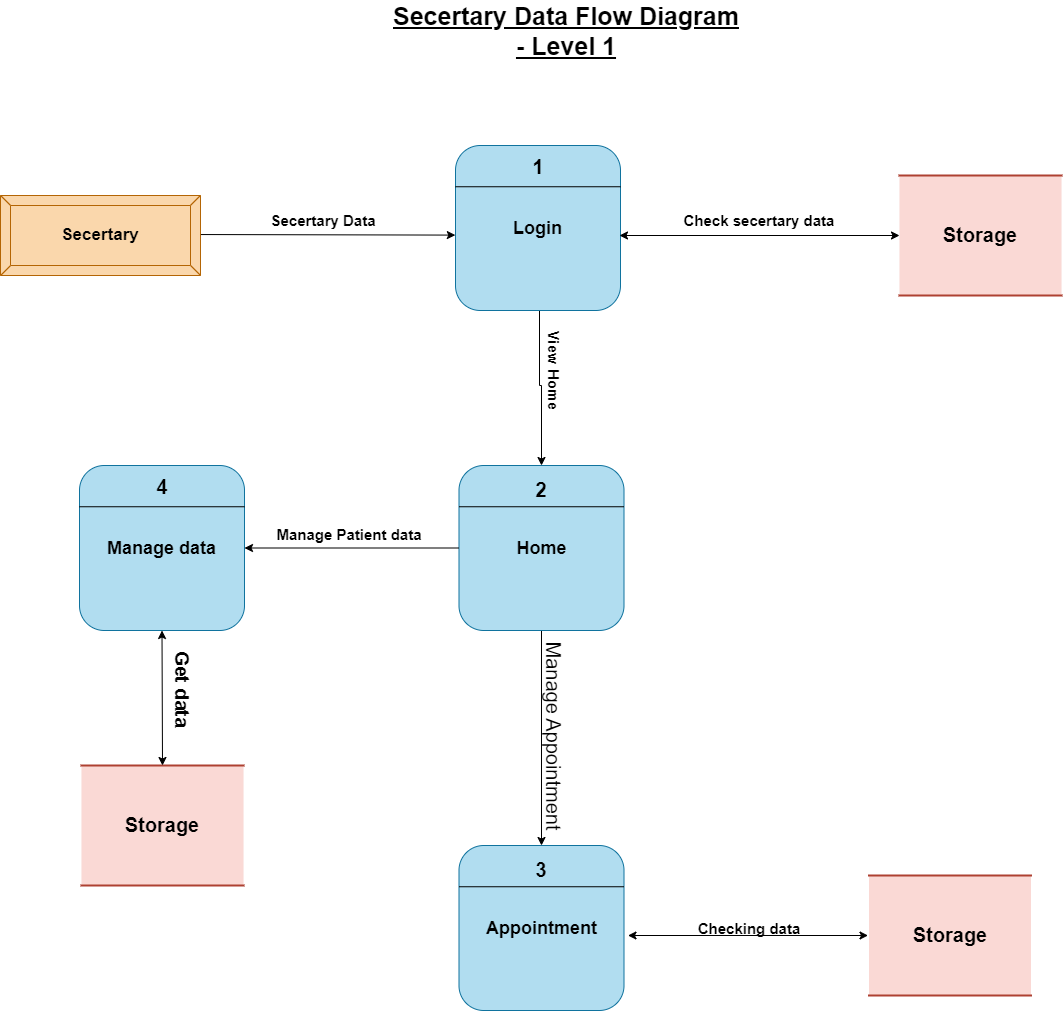 Secertary Data Flow Diagram
- Level 1
1
Login
Secertary
Secertary Data
Check secertary data
Storage
View Home
4
Manage data
Manage Patient data
2
Home
Get data
Manage Appointment
Storage
3
Appointment
Checking data
Storage